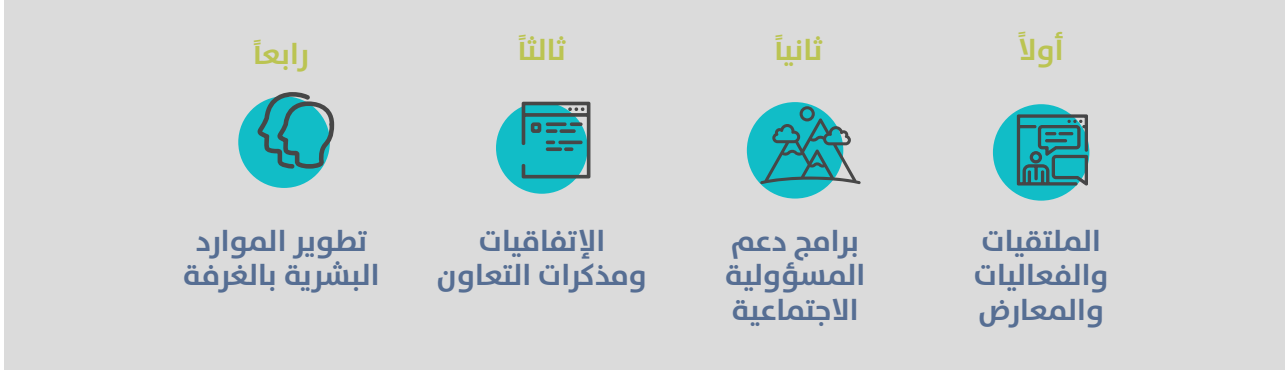 أولاً
الملتقيات
والفعاليات
والمعارض
ثانياً
برامج دعم
المسؤولية
الاجتماعية
ثالثاً
الإتفاقيات
ومذكرات التعاون
رابعاً
تطوير الموارد
البشرية بالغرفة